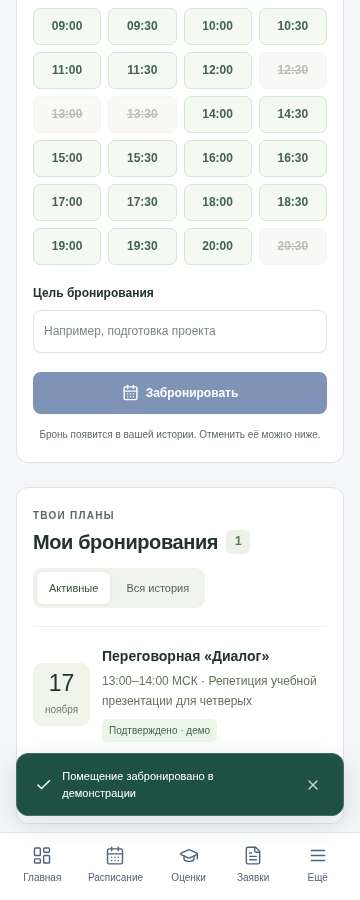 09:00 09:30 10:00 10:30
11:00 11:30 12:00 12:30
13:00 13:30 14:00 14:30
15:00 15:30 16:00 16:30
17:00 17:30 18:00 18:30
19:00 19:30 20:00 20:30
Цель бронирования
Например, подготовка проекта
Забронировать
Бронь появится в вашей истории. Отменить её можно ниже.
ТВОИ ПЛАНЫ
Мои бронирования 1
Активные Вся история
17
ноября
Переговорная «Диалог»
13:00–14:00 МСК · Репетиция учебной
презентации для четверых
Подтверждено · демо
Помещение забронировано в
демонстрации
Главная Расписание Оценки Заявки Ещё